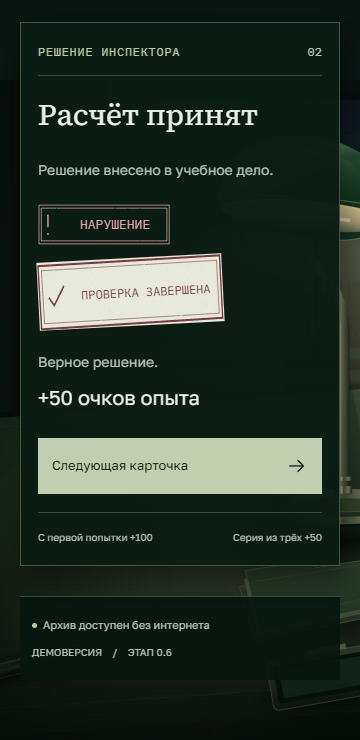 РЕШЕНИЕ ИНСПЕКТОРА 02
Расчёт принят
Решение внесено в учебное дело.
! НАРУШЕНИЕ
ПРОВЕРКА ЗАВЕРШЕНА
Верное решение.
+50 очков опыта
Следующая карточка →
С первой попытки +100 Серия из трёх +50
• Архив доступен без интернета
ДЕМОВЕРСИЯ / ЭТАП 0.6